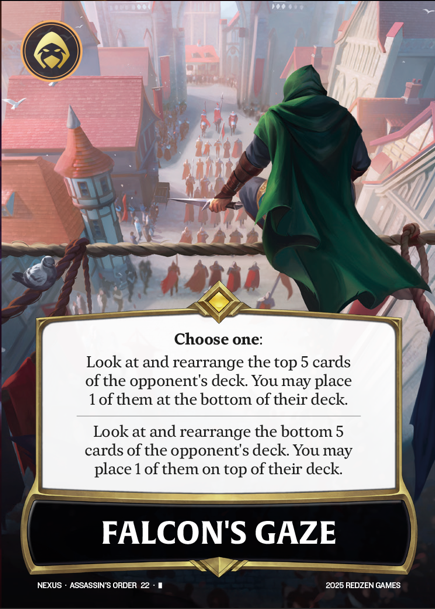 Choose one:
Look at and rearrange the top 5 cards
of the opponent's deck. You may place
1 of them at the bottom of their deck.
Look at and rearrange the bottom 5
cards of the opponent's deck. You may
place 1 of them on top of their deck.
FALCON'S GAZE
NEXUS · ASSASSIN'S ORDER 22 ·
2025 REDZEN GAMES